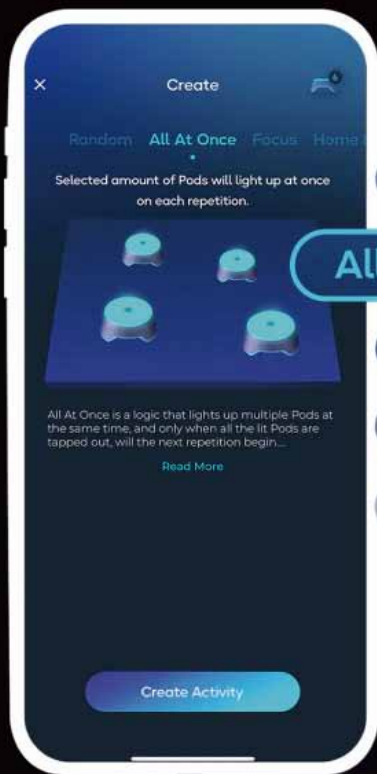 Create
6
Random All At Once Focus Home
Selected amount of Pods will light up at once
on each repetition.
All
All At Once is a logic that lights up multiple Pods at
the same time, and only when all the lit Pods are
tapped out, will the next repetition begin....
Read More
Create Activity